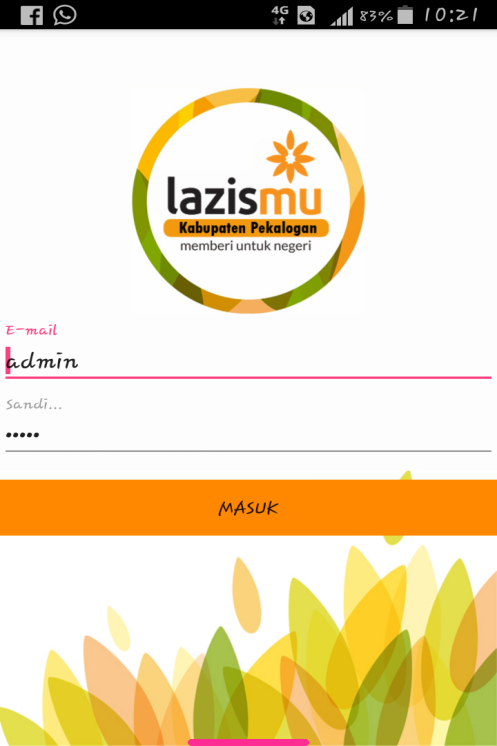 4G 83% 10:21
lazismu
Kabupaten Pekalogan
memberi untuk negeri
E-mail
admin
Sandi...
•••••
MASUK